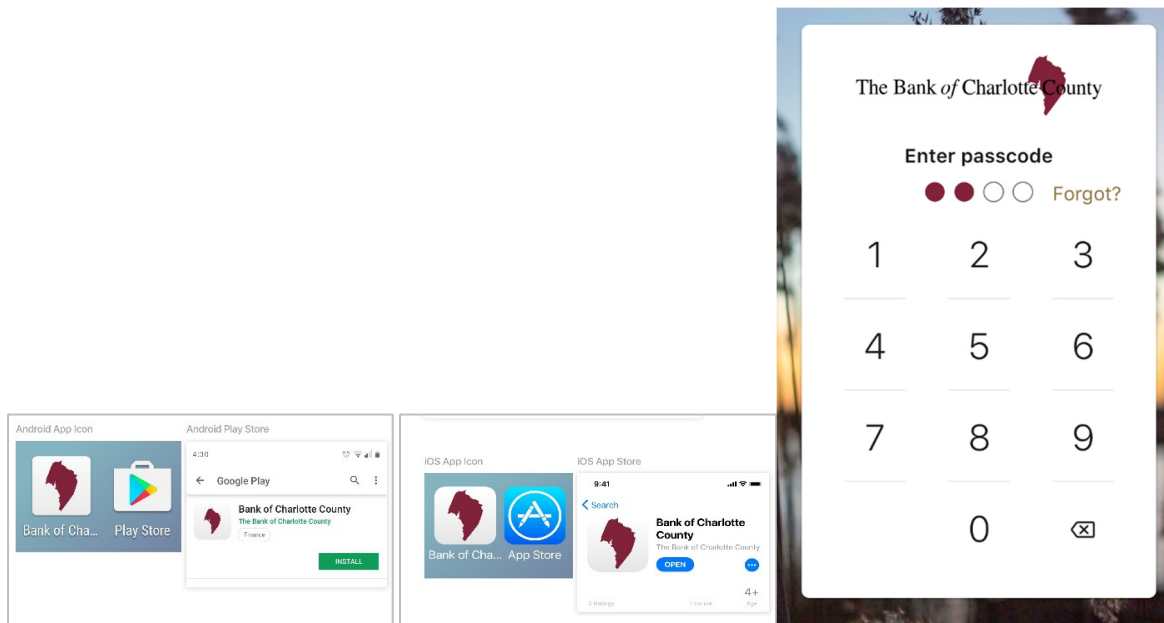 Android App Icon
Android Play Store
Bank of Cha...
Play Store
4:30
Google Play
Bank of Charlotte County
The Bank of Charlotte County
Finance
INSTALL
iOS App Icon
iOS App Store
Bank of Cha...
App Store
9:41
Search
Bank of Charlotte
County
The Bank of Charlotte County
OPEN
4+
0 Ratings
Finance
Age
The Bank of Charlotte County
Enter passcode
Forgot?
1 2 3
4 5 6
7 8 9
0